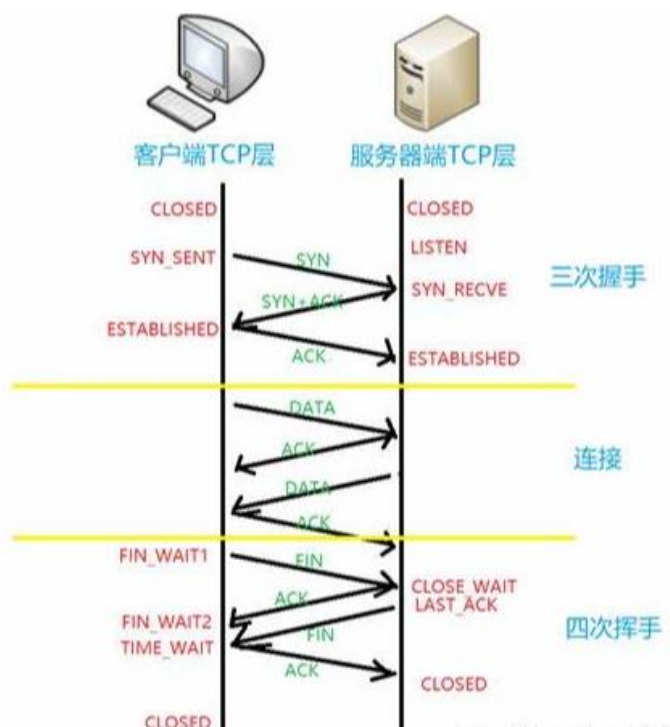 客户端TCP层
服务器端TCP层
CLOSED
CLOSED
SYN_SENT
SYN
LISTEN
三次握手
SYN+ACK
SYN_RECVE
ESTABLISHED
ACK
ESTABLISHED
DATA
ACK
连接
DATA
ACK
FIN_WAIT1
FIN
ACK
CLOSE_WAIT
LAST_ACK
FIN_WAIT2
FIN
四次挥手
TIME_WAIT
ACK
CLOSED
CLOSED